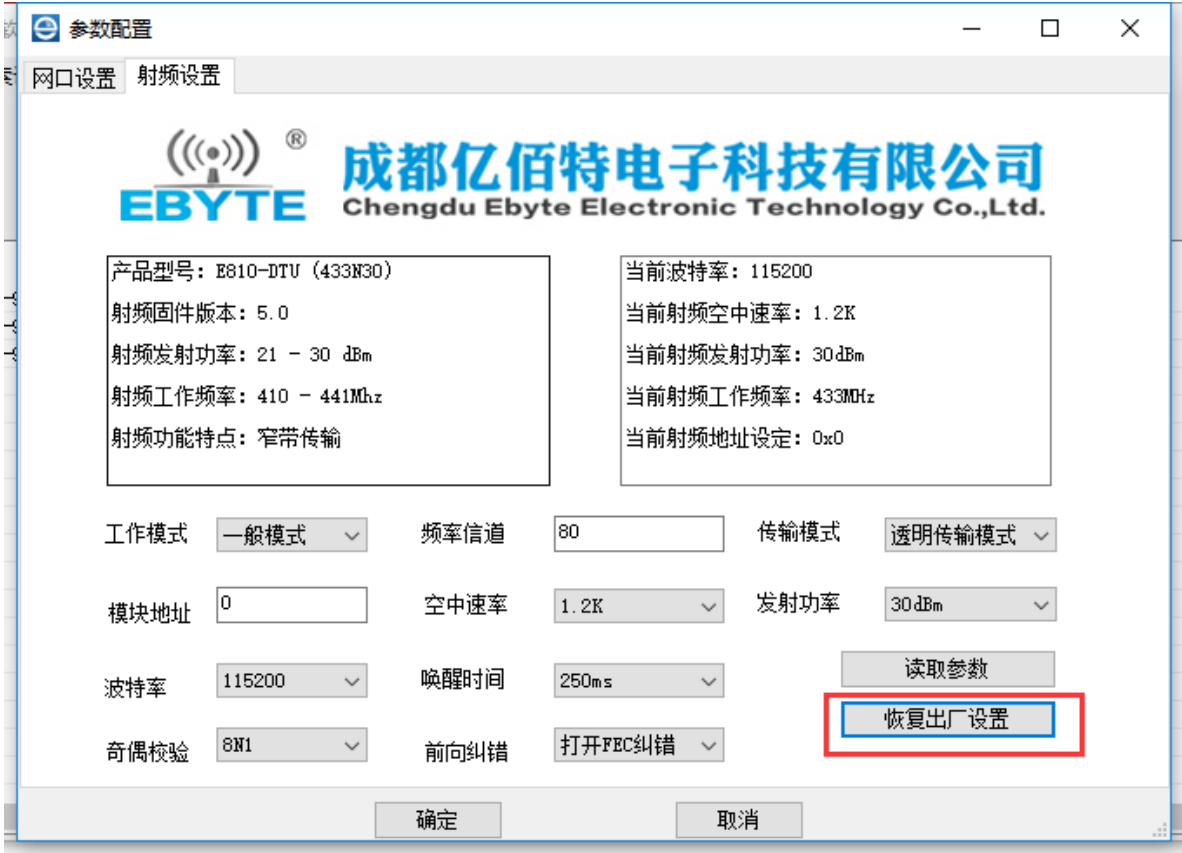 参数配置
网口设置 射频设置
®
EBYTE
成都亿佰特电子科技有限公司
Chengdu Ebyte Electronic Technology Co.,Ltd.
产品型号: E810-DTU (433N30)
射频固件版本: 5.0
射频发射功率: 21 - 30 dBm
射频工作频率: 410 - 441Mhz
射频功能特点: 窄带传输
当前波特率: 115200
当前射频空中速率: 1.2K
当前射频发射功率: 30dBm
当前射频工作频率: 433MHz
当前射频地址设定: 0x0
工作模式 一般模式 频率信道 80 传输模式 透明传输模式
模块地址 0 空中速率 1.2K 发射功率 30dBm
波特率 115200 唤醒时间 250ms 读取参数
恢复出厂设置
奇偶校验 8N1 前向纠错 打开FEC纠错
确定 取消